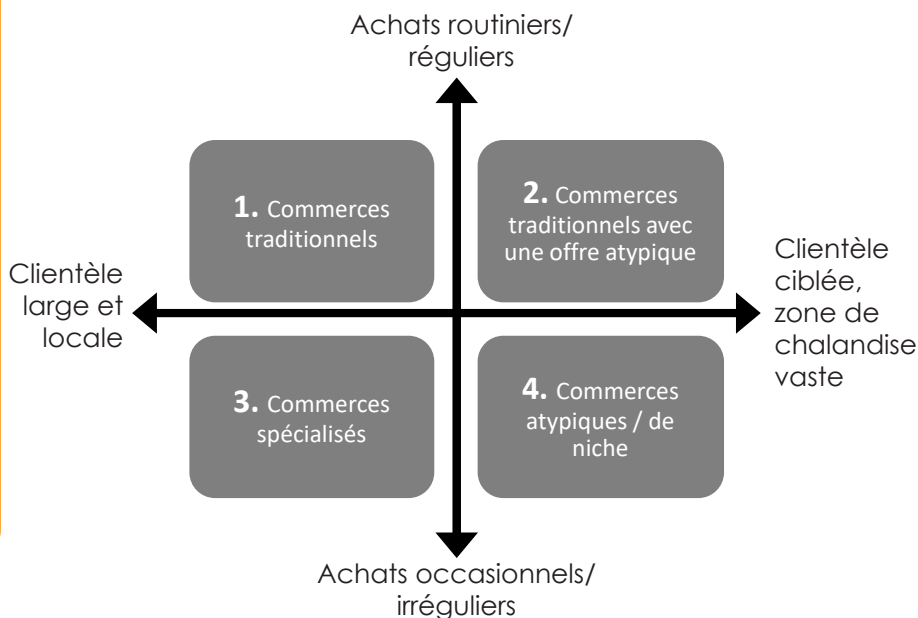 Achats routiniers/
réguliers
1. Commerces
traditionnels
2. Commerces
traditionnels avec
une offre atypique
Clientèle
large et
locale
Clientèle
ciblée,
zone de
chalandise
vaste
3. Commerces
spécialisés
4. Commerces
atypiques / de
niche
Achats occasionnels/
irréguliers